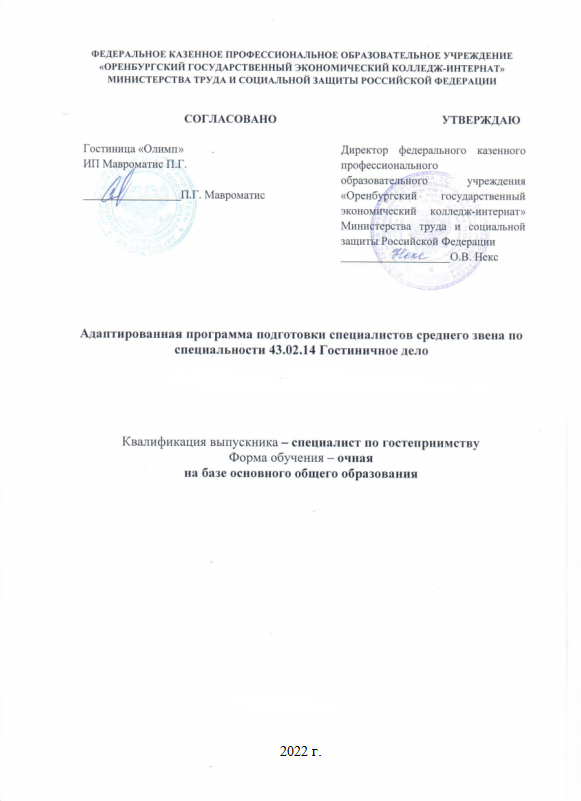 ФЕДЕРАЛЬНОЕ КАЗЕННОЕ ПРОФЕССИОНАЛЬНОЕ ОБРАЗОВАТЕЛЬНОЕ УЧРЕЖДЕНИЕ
«ОРЕНБУРГСКИЙ ГОСУДАРСТВЕННЫЙ ЭКОНОМИЧЕСКИЙ КОЛЛЕДЖ-ИНТЕРНАТ»
МИНИСТЕРСТВА ТРУДА И СОЦИАЛЬНОЙ ЗАЩИТЫ РОССИЙСКОЙ ФЕДЕРАЦИИ
СОГЛАСОВАНО
Гостиница «Олимп»
ИП Мавроматис П.Г.
П.Г. Мавроматис
УТВЕРЖДАЮ
Директор федерального казенного
профессионального
образовательного учреждения
«Оренбургский государственный
экономический колледж-интернат»
Министерства труда и социальной
защиты Российской Федерации
Некс О.В. Некс
Адаптированная программа подготовки специалистов среднего звена по
специальности 43.02.14 Гостиничное дело
Квалификация выпускника – специалист по гостеприимству
Форма обучения – очная
на базе основного общего образования
2022 г.